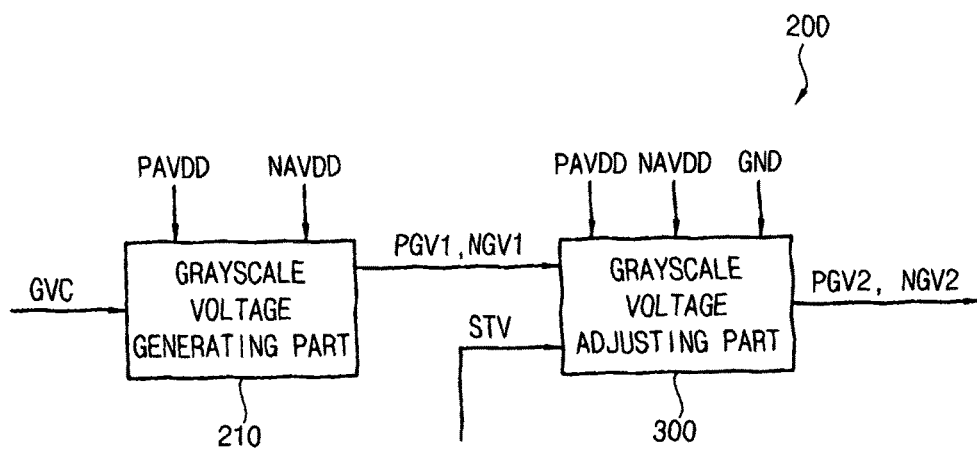 200
PAVDD NAVDD
PAVDD NAVDD GND
GVC
GRAYSCALE
VOLTAGE
GENERATING PART
PGV1,NGV1
STV
GRAYSCALE
VOLTAGE
ADJUSTING PART
PGV2, NGV2
210
300